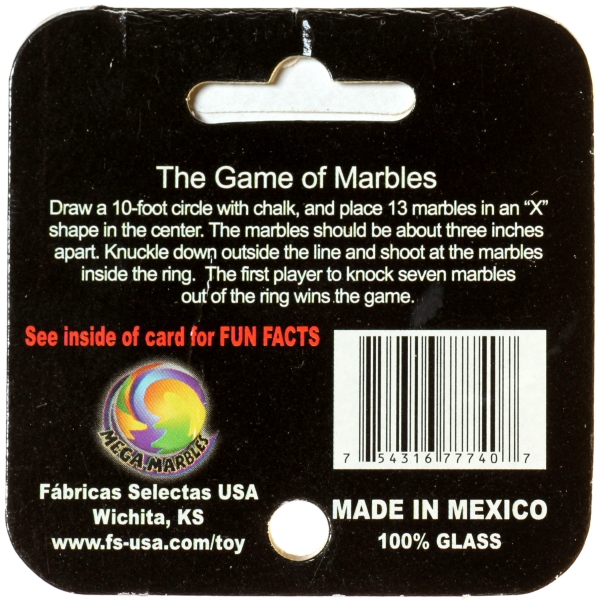 The Game of Marbles
Draw a 10-foot circle with chalk, and place 13 marbles in an “X”
shape in the center. The marbles should be about three inches
apart. Knuckle down outside the line and shoot at the marbles
inside the ring. The first player to knock seven marbles
out of the ring wins the game.
See inside of card for FUN FACTS
MEGA MARBLES
Fábricas Selectas USA
Wichita, KS
www.fs-usa.com/toy
7 54316 77740 7
MADE IN MEXICO
100% GLASS